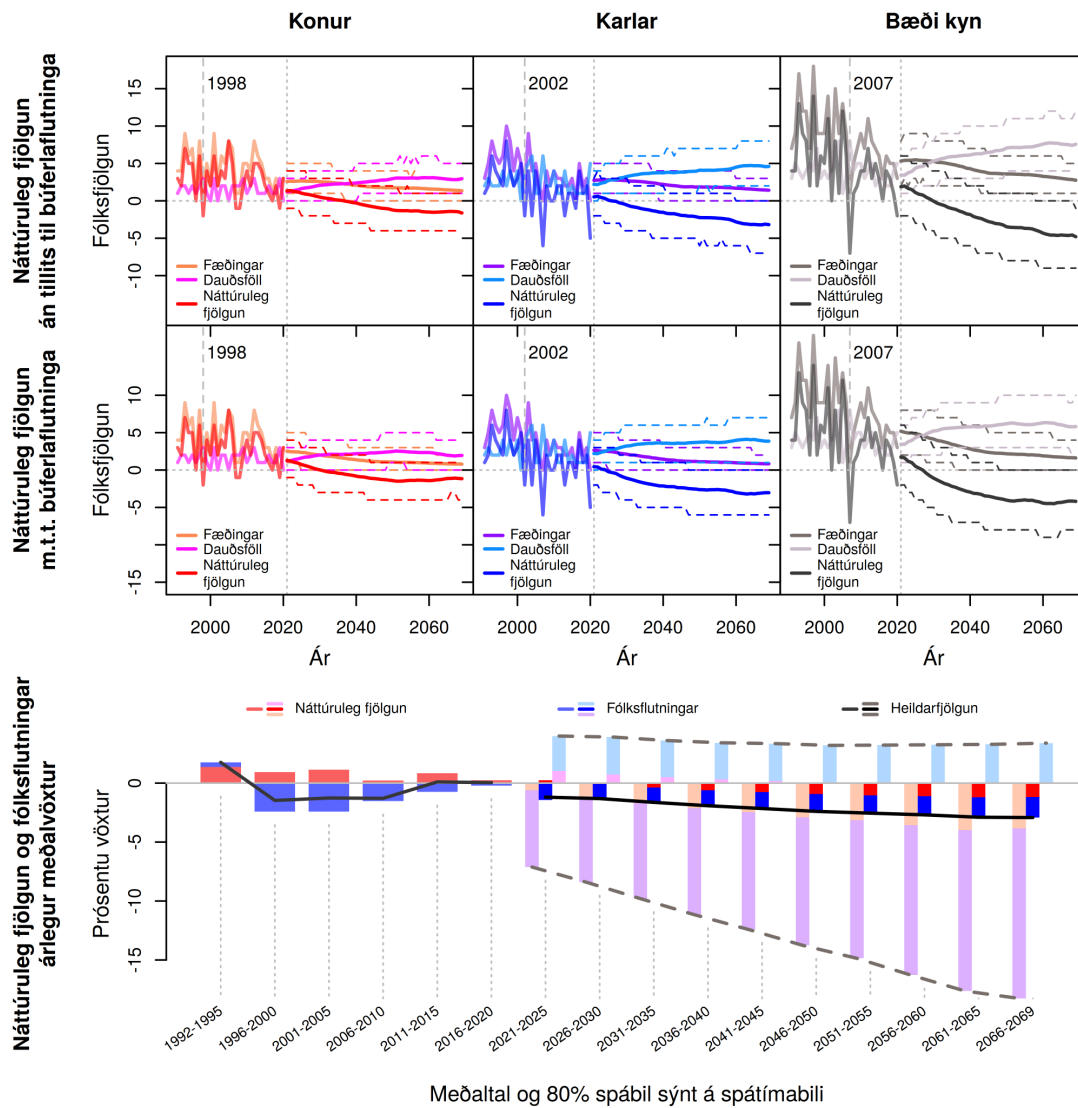 Konur
Karlar
Bæði kyn
Náttúruleg fjölgun
án tillits til búferlaflutninga
Fólksfjölgun
15
10
5
0
-5
-10
1998
Fæðingar
Dauðsföll
Náttúruleg
fjölgun
2002
Fæðingar
Dauðsföll
Náttúruleg
fjölgun
2007
Fæðingar
Dauðsföll
Náttúruleg
fjölgun
Náttúruleg fjölgun
m.t.t. búferlaflutninga
Fólksfjölgun
10
5
0
-5
-15
1998
Fæðingar
Dauðsföll
Náttúruleg
fjölgun
2002
Fæðingar
Dauðsföll
Náttúruleg
fjölgun
2007
Fæðingar
Dauðsföll
Náttúruleg
fjölgun
2000 2020 2040 2060
2000 2020 2040 2060
2000 2020 2040 2060
Ár
Ár
Ár
Náttúruleg fjölgun og fólksflutningar
árlegur meðalvöxtur
Náttúruleg fjölgun
Fólksflutningar
Heildarfjölgun
Prósentu vöxtur
0
-5
-10
-15
1992-1995
1996-2000
2001-2005
2006-2010
2011-2015
2016-2020
2021-2025
2026-2030
2031-2035
2036-2040
2041-2045
2046-2050
2051-2055
2056-2060
2061-2065
2066-2069
Meðaltal og 80% spábil sýnt á spátímabili